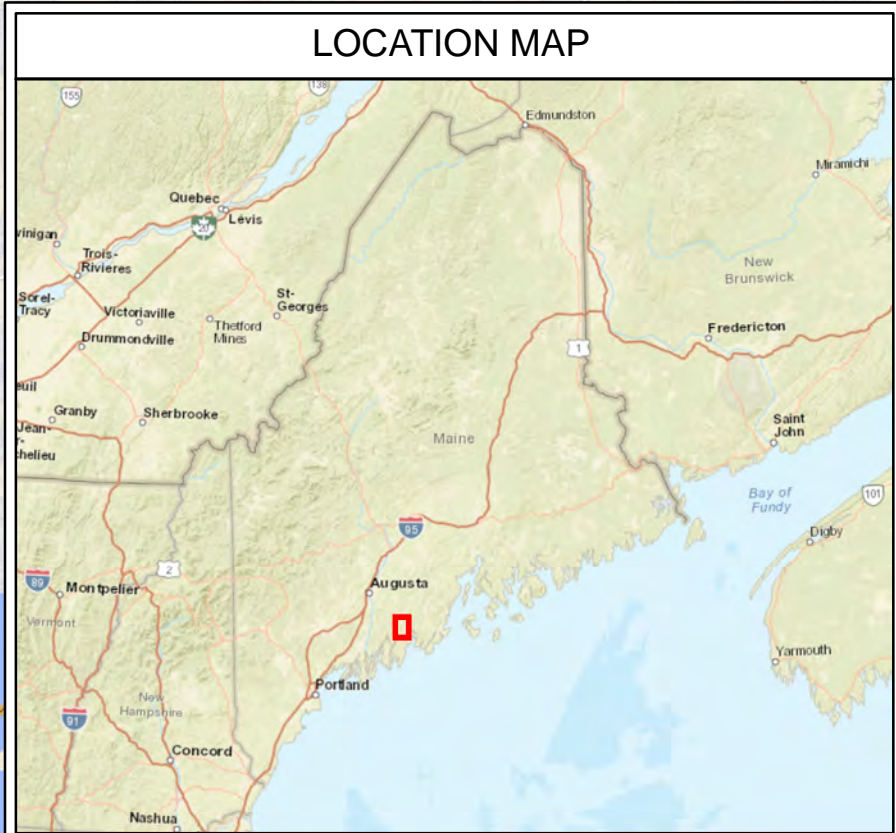 LOCATION MAP
155
138
Edmundston
Miramichi
Quebec
Lévis
20
vinigan
Trois-
Rivieres
New
Brunswick
Sorel-
Tracy
Victoriaville
St-
Georges
Thetford
Mines
Drummondville
Fredericton
1
euil
Granby
Sherbrooke
Jean-
r-
chelieu
Maine
Saint
John
Bay of
Fundy
101
95
Digby
2
89
Montpelier
Augusta
Vermont
Yarmouth
Portland
New
Hampshire
91
Concord
Nashua